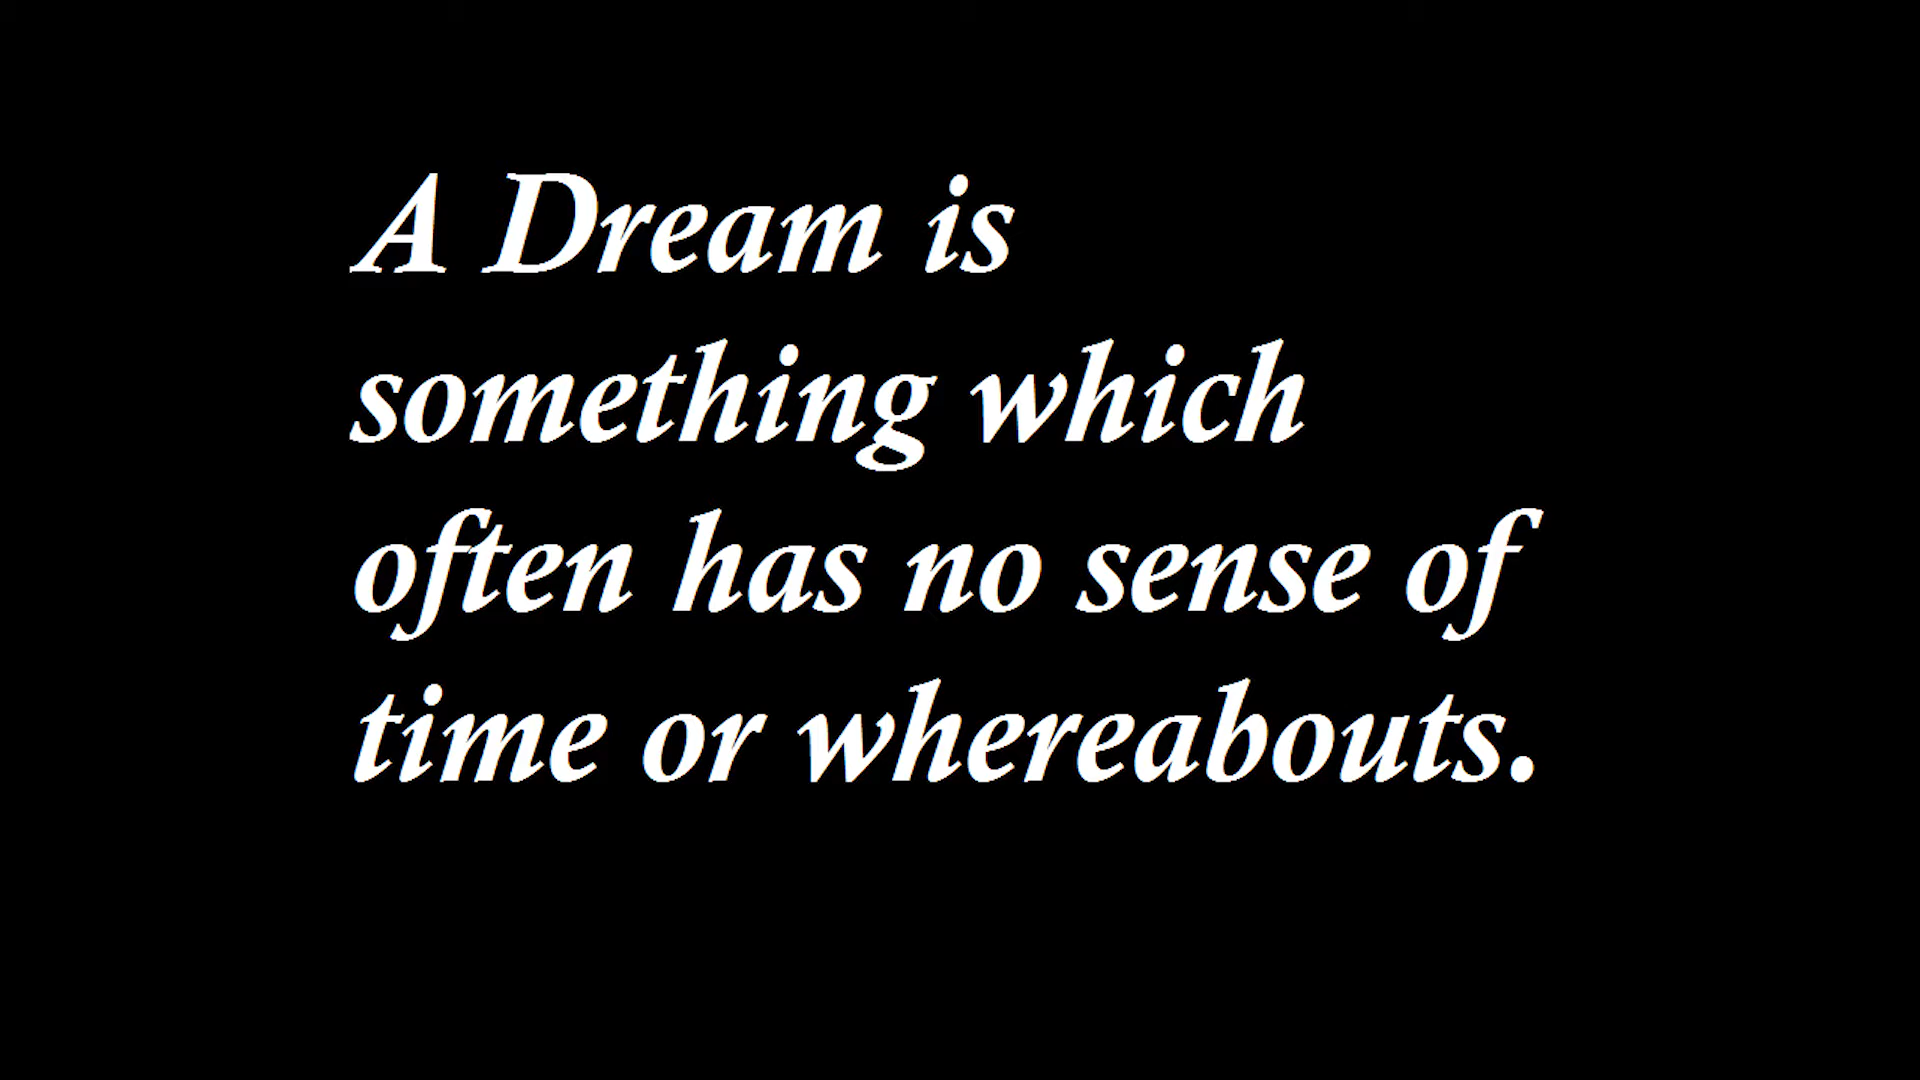 A Dream is
something which
often has no sense of
time or whereabouts.